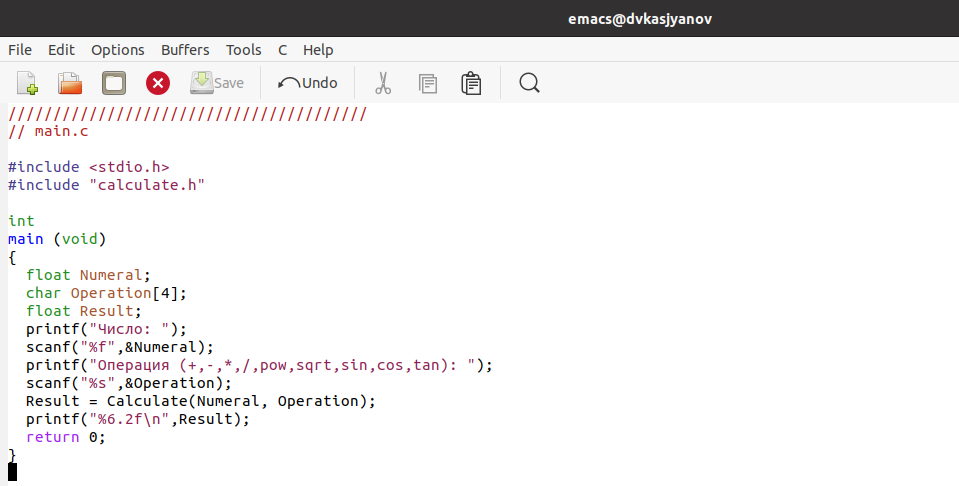 emacs@dvkasjyanov
File Edit Options Buffers Tools C Help
Save Undo
////////////////////////////////////////
// main.c
#include <stdio.h>
#include "calculate.h"
int
main (void)
{
  float Numeral;
  char Operation[4];
  float Result;
  printf("Число: ");
  scanf("%f",&Numeral);
  printf("Операция (+,-,*,/,pow,sqrt,sin,cos,tan): ");
  scanf("%s",&Operation);
  Result = Calculate(Numeral, Operation);
  printf("%6.2f\n",Result);
  return 0;
}